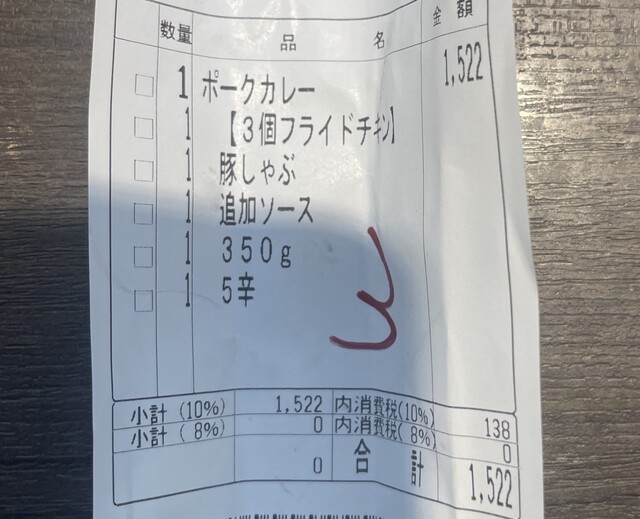 数量 品 名 金 額
1 ポークカレー 1,522
1 【3個フライドチキン】
1 豚しゃぶ
1 追加ソース
1 350g
1 5辛
小計 (10%) 1,522 内消費税(10%) 138
小計 ( 8%) 0 内消費税( 8%) 0
0 合 計 1,522